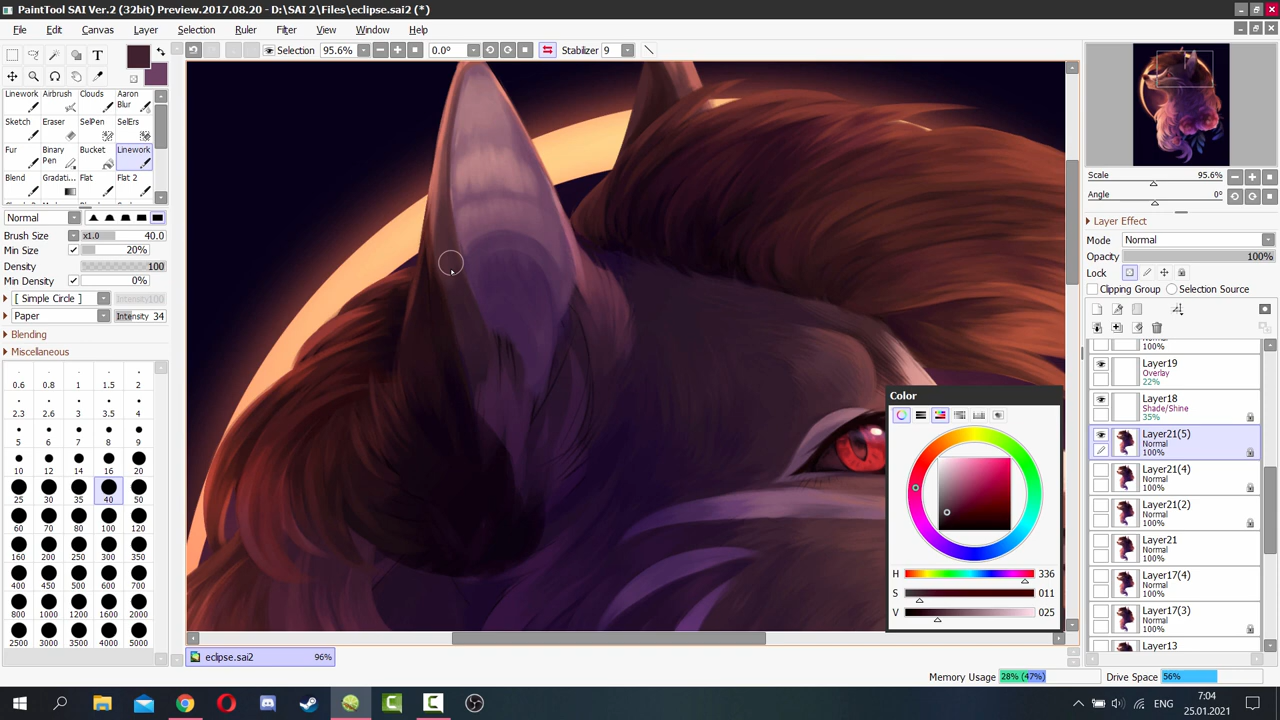 PaintTool SAI Ver.2 (32bit) Preview.2017.08.20 - D:\SAI 2\Files\eclipse.sai2 (*)
File Edit Canvas Layer Selection Ruler Filter View Window Help
Selection 95.6% 0.0° Stabilizer 9
Linework Airbrush Clouds Aaron Blur
Sketch Eraser SelPen SelErs
Fur Binary Pen Bucket Linework
Blend Gradati... Flat Flat 2
Normal
Brush Size x1.0 40.0
Min Size 20%
Density 100
Min Density 0%
[ Simple Circle ] Intensity 100
Paper Intensity 34
Blending
Miscellaneous
0.6 0.8 1 1.5 2
2.3 2.6 3 3.5 4
5 6 7 8 9
10 12 14 16 20
25 30 35 40 50
60 70 80 100 120
160 200 250 300 350
400 450 500 600 700
800 1000 1200 1600 2000
2500 3000 4000 5000
eclipse.sai2 96%
Color
H 336
S 011
V 025
Scale 95.6%
Angle 0°
Layer Effect
Mode Normal
Opacity 100%
Lock
Clipping Group Selection Source
Normal
100%
Layer19
Overlay
22%
Layer18
Shade/Shine
35%
Layer21(5)
Normal
100%
Layer21(4)
Normal
100%
Layer21(2)
Normal
100%
Layer21
Normal
100%
Layer17(4)
Normal
100%
Layer17(3)
Normal
100%
Layer13
Memory Usage 28% (47%) Drive Space 56%
ENG 7:04
25.01.2021